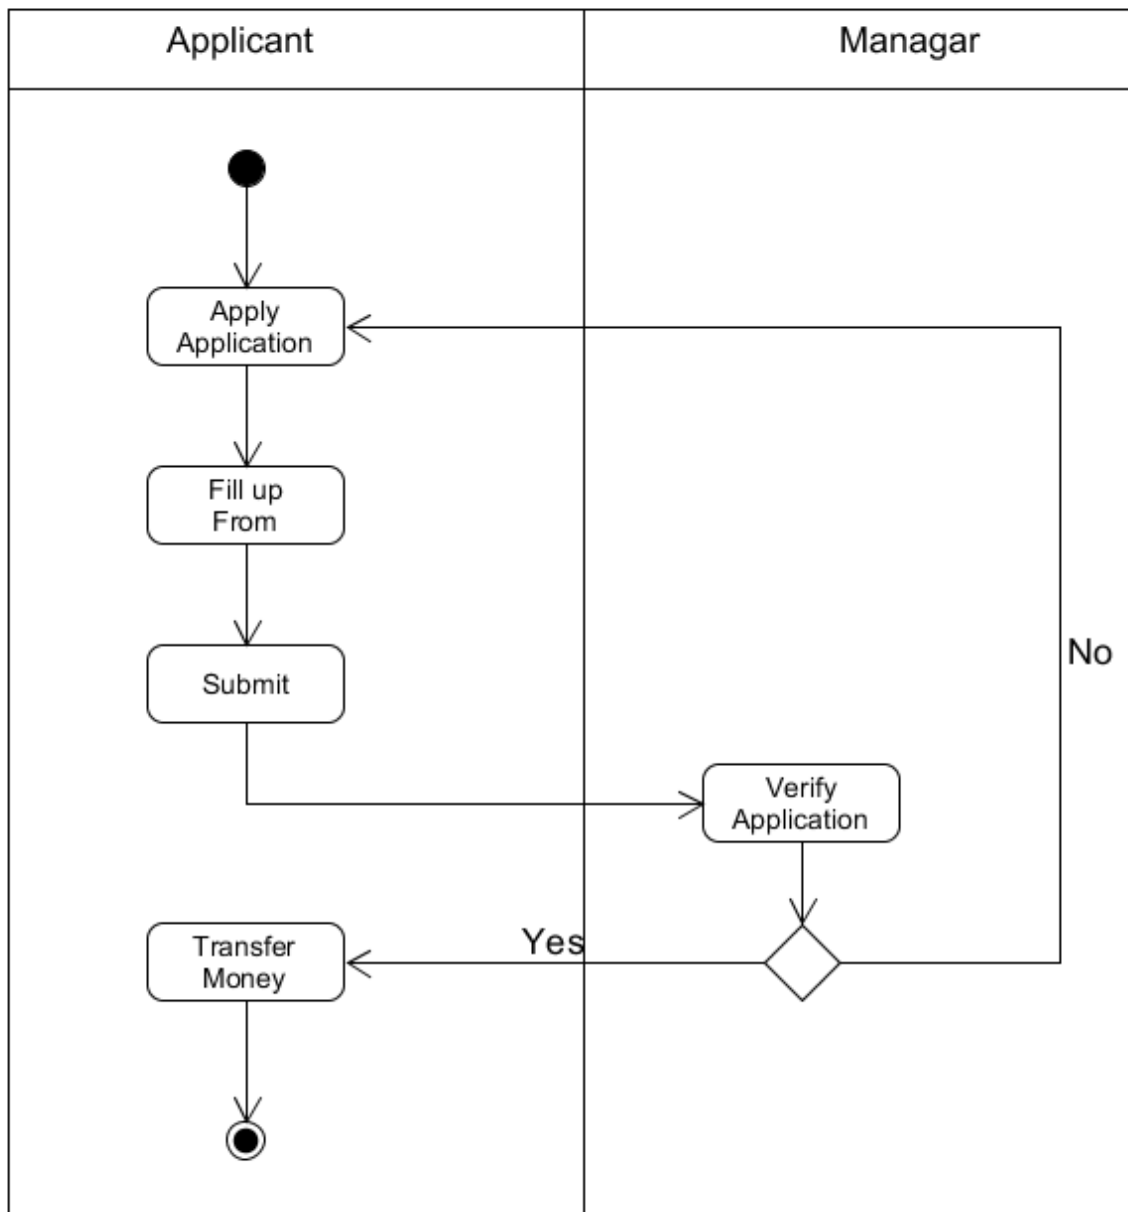 Applicant
Managar
Apply
Application
Fill up
From
Submit
No
Verify
Application
Yes
Transfer
Money